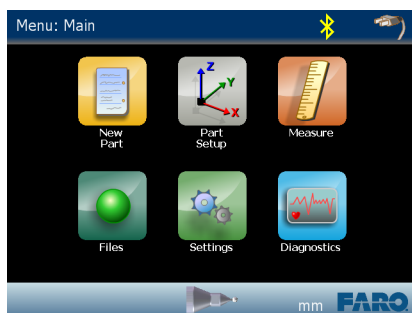 Menu: Main
New
Part
Part
Setup
Measure
Files
Settings
Diagnostics
mm
FARO